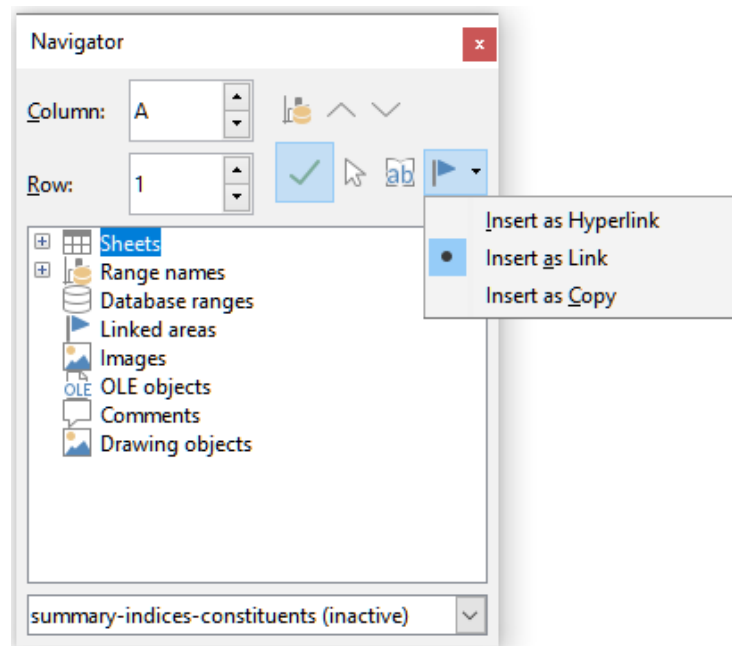 Navigator
x
Column: A
Row: 1
ab
Insert as Hyperlink
Insert as Link
Insert as Copy
Sheets
Range names
Database ranges
Linked areas
Images
OLE OLE objects
Comments
Drawing objects
summary-indices-constituents (inactive)